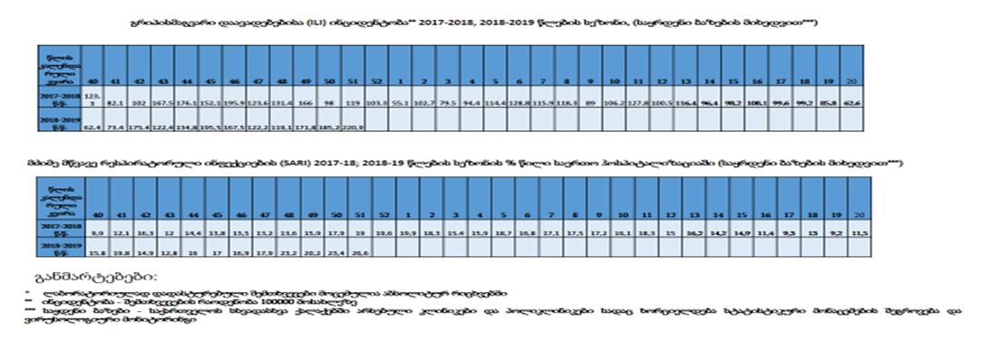 გრიპისმაგვარი დაავადებებისა (ILI) ინციდენტობა** 2017-2018, 2018-2019 წლების სეზონი, (საყრდენი ბაზების მიხედვით***)
წლის კალენდარული კვირა 40 41 42 43 44 45 46 47 48 49 50 51 52 1 2 3 4 5 6 7 8 9 10 11 12 13 14 15 16 17 18 19 20
2017-2018 წ.წ. 123.3 82.1 102 167.5 176.1 152.1 195.9 123.6 131.4 166 98 119 103.3 55.1 102.7 79.5 94.4 114.4 128.8 115.9 118.3 89 106.2 127.8 100.5 116.4 96.4 98.2 108.1 99.6 99.2 85.8 62.6
2018-2019 წ.წ. 62.4 73.4 175.4 122.4 134,8 195,5 167,5 122,2 119,1 171,8 185,2 220,9
მძიმე მწვავე რესპირატორული ინფექციების (SARI) 2017-18; 2018-19 წლების სეზონის % წილი საერთო ჰოსპიტალიზაციაში (საყრდენი ბაზების მიხედვით***)
წლის კალენდარული კვირა 40 41 42 43 44 45 46 47 48 49 50 51 52 1 2 3 4 5 6 7 8 9 10 11 12 13 14 15 16 17 18 19 20
2017-2018 წ.წ. 9,9 12,1 16,3 12 14,4 13,8 13,5 13,2 13,6 15,9 17,9 19 19,6 19,9 18,3 15,4 15,9 18,7 16,8 17,1 17,5 17,2 16,1 18,3 15 16,2 14,2 14,9 11,4 9,3 13 9,2 11,5
2018-2019 წ.წ. 15,8 19,8 14,9 12,8 16 17 16,9 17,9 23,2 20,2 23,4 26,6
განმარტებები:
* ლაბორატორიულად დადასტურებული შემთხვევები მოცემულია აბსოლიტურ რიცხვებში
** ინციდენტობა - შემთხვევების რაოდენობა 100000 მოსახლეზე
*** საყდენი ბაზები - საქართველოს სხვადასხვა ქალაქებში არსებული კლინიკები და პოლიკლინიკები სადაც ხორციელდება სტატისტიკური მონაცემების შეგროვება და
ვირუსოლოგიური მონიტორინგი